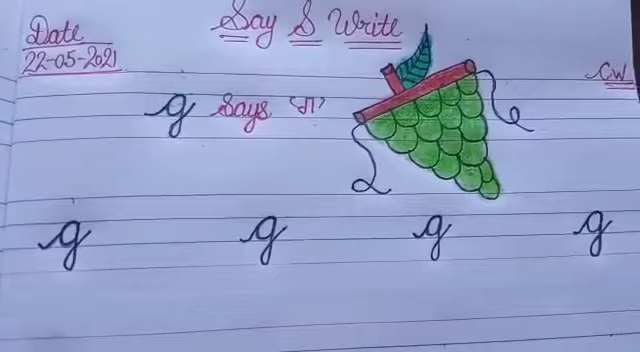 Say & Write
Date
22-05-2021
CW
g Says 'ग'
g g g g